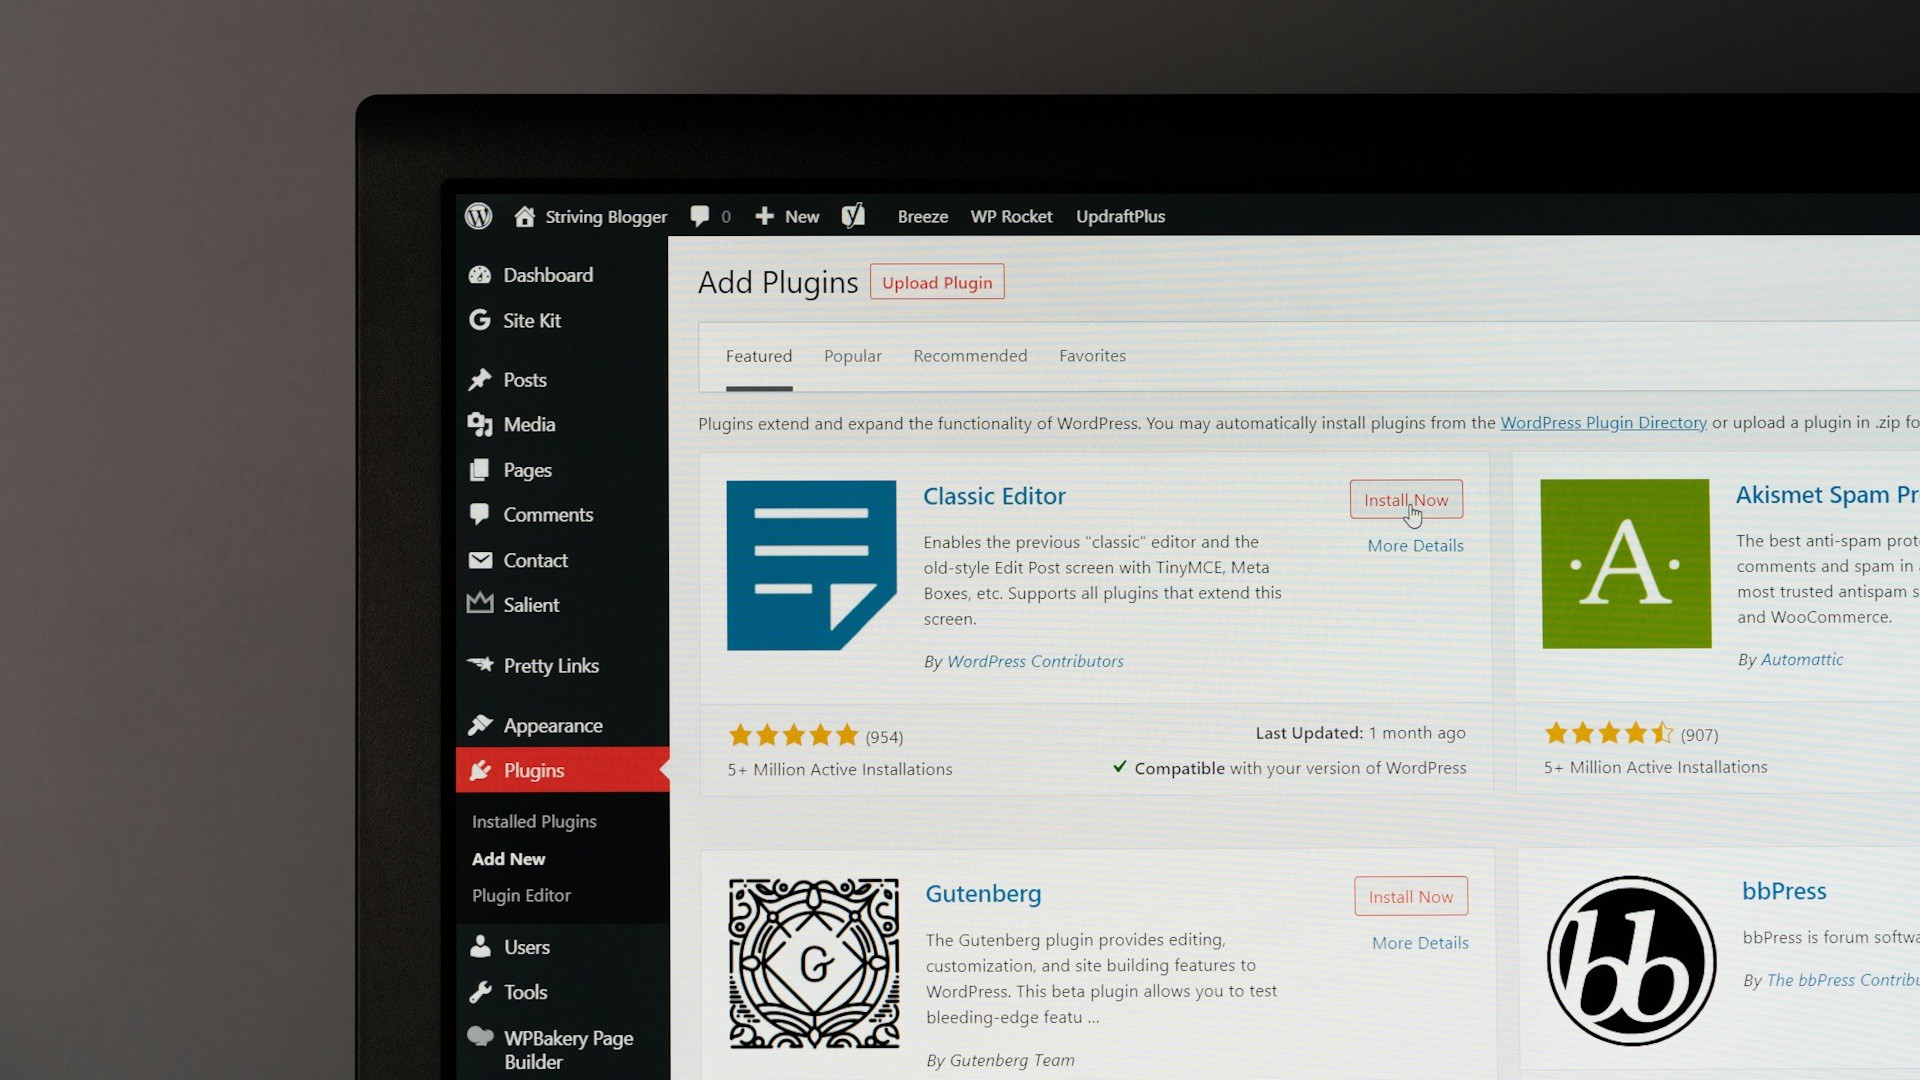 Striving Blogger 0 New Breeze WP Rocket UpdraftPlus
Dashboard
Site Kit
Posts
Media
Pages
Comments
Contact
Salient
Pretty Links
Appearance
Plugins
Installed Plugins
Add New
Plugin Editor
Users
Tools
WPBakery Page
Builder
Add Plugins Upload Plugin
Featured Popular Recommended Favorites
Plugins extend and expand the functionality of WordPress. You may automatically install plugins from the WordPress Plugin Directory or upload a plugin in .zip fo
Classic Editor
Install Now
More Details
Enables the previous "classic" editor and the
old-style Edit Post screen with TinyMCE, Meta
Boxes, etc. Supports all plugins that extend this
screen.
By WordPress Contributors
(954)
5+ Million Active Installations
Last Updated: 1 month ago
Compatible with your version of WordPress
A
Akismet Spam Pr
The best anti-spam prot
comments and spam in
most trusted antispam s
and WooCommerce.
By Automattic
(907)
5+ Million Active Installations
G
Gutenberg
Install Now
More Details
The Gutenberg plugin provides editing,
customization, and site building features to
WordPress. This beta plugin allows you to test
bleeding-edge featu ...
By Gutenberg Team
bb
bbPress
bbPress is forum softwa
By The bbPress Contribu